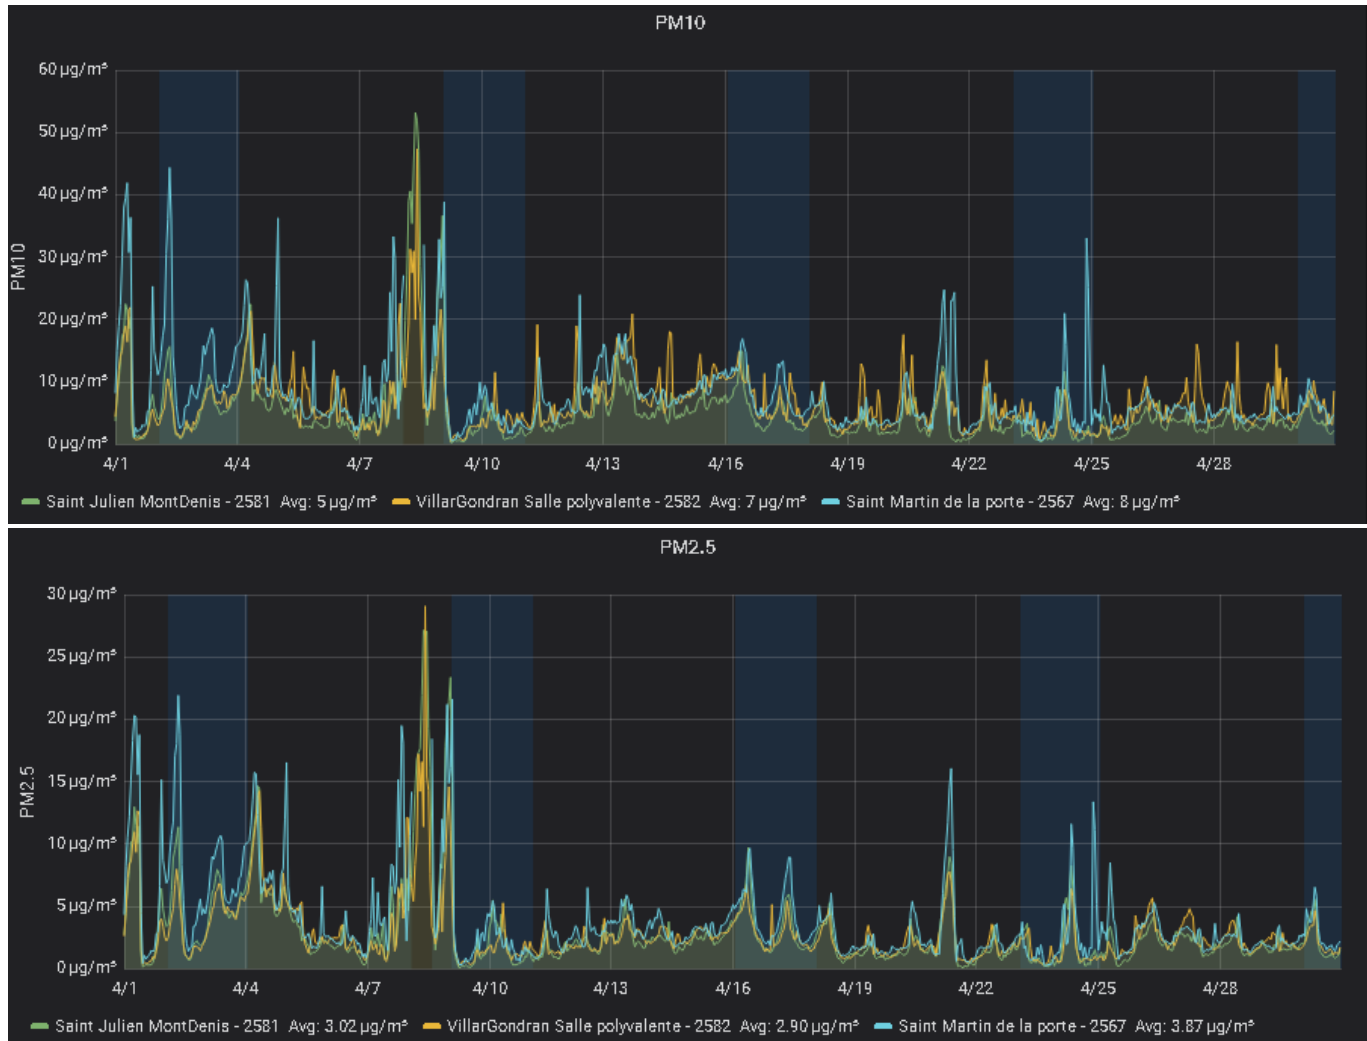 PM10
60 µg/m³
50 µg/m³
40 µg/m³
30 µg/m³
20 µg/m³
10 µg/m³
0 µg/m³
PM10
4/1 4/4 4/7 4/10 4/13 4/16 4/19 4/22 4/25 4/28
Saint Julien MontDenis - 2581 Avg: 5 µg/m³ VillarGondran Salle polyvalente - 2582 Avg: 7 µg/m³ Saint Martin de la porte - 2567 Avg: 8 µg/m³
PM2.5
30 µg/m³
25 µg/m³
20 µg/m³
15 µg/m³
10 µg/m³
5 µg/m³
0 µg/m³
PM2.5
4/1 4/4 4/7 4/10 4/13 4/16 4/19 4/22 4/25 4/28
Saint Julien MontDenis - 2581 Avg: 3.02 µg/m³ VillarGondran Salle polyvalente - 2582 Avg: 2.90 µg/m³ Saint Martin de la porte - 2567 Avg: 3.87 µg/m³